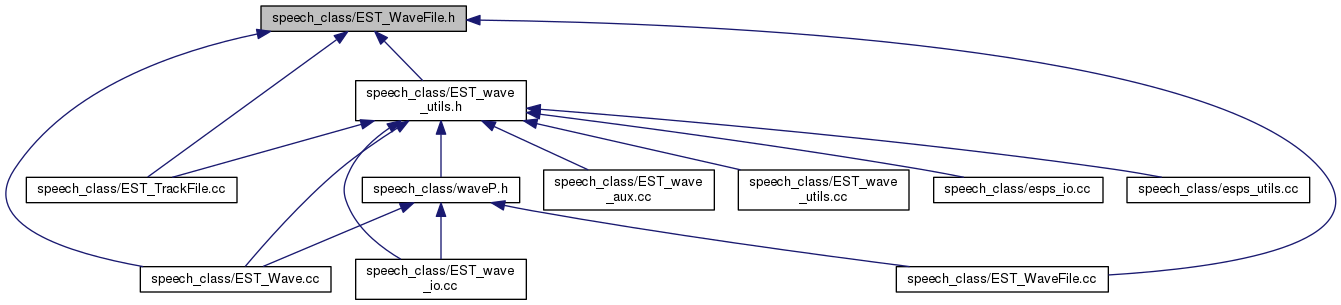 speech_class/EST_WaveFile.h
speech_class/EST_wave
_utils.h
speech_class/EST_TrackFile.cc
speech_class/waveP.h
speech_class/EST_wave
_aux.cc
speech_class/EST_wave
_utils.cc
speech_class/esps_io.cc
speech_class/esps_utils.cc
speech_class/EST_Wave.cc
speech_class/EST_wave
_io.cc
speech_class/EST_WaveFile.cc